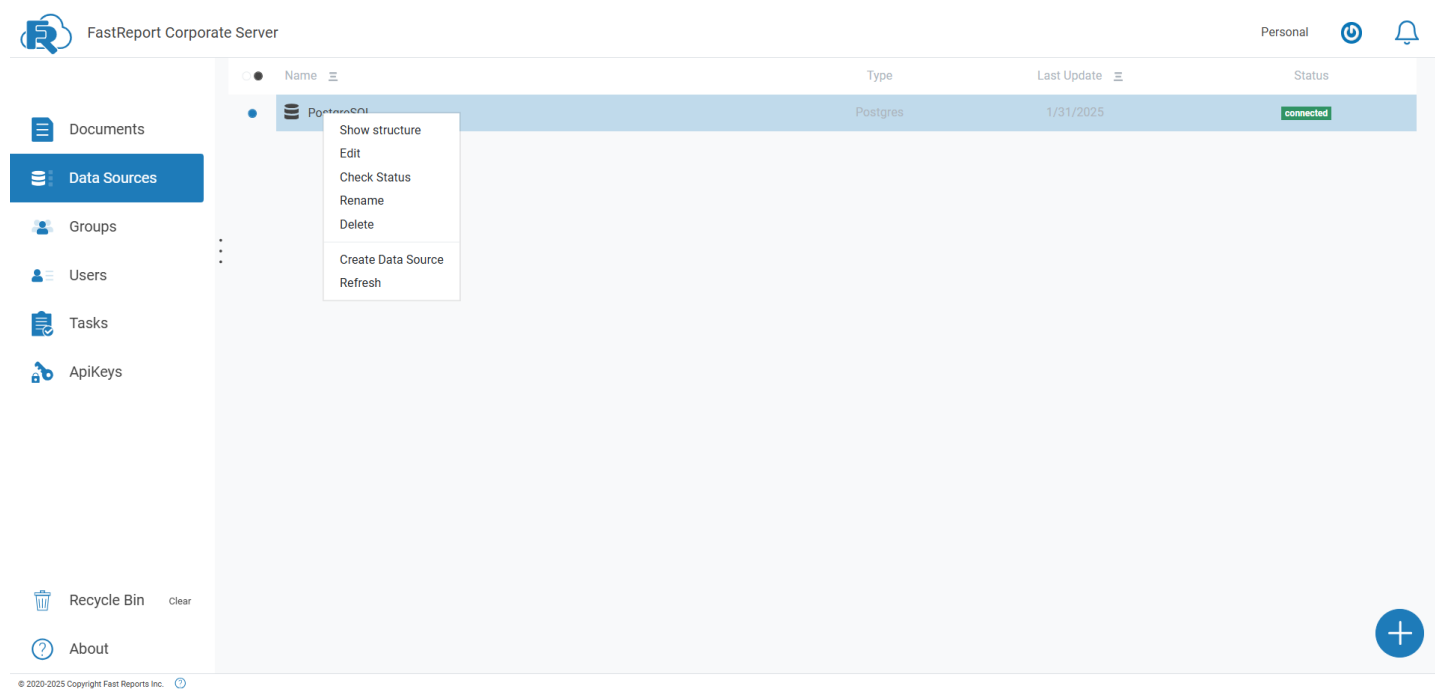 FastReport Corporate Server
Personal
Name
Type
Last Update
Status
PostgreSQL
Postgres
1/31/2025
connected
Show structure
Edit
Check Status
Rename
Delete
Create Data Source
Refresh
Documents
Data Sources
Groups
Users
Tasks
ApiKeys
Recycle Bin
Clear
About
© 2020-2025 Copyright Fast Reports Inc.